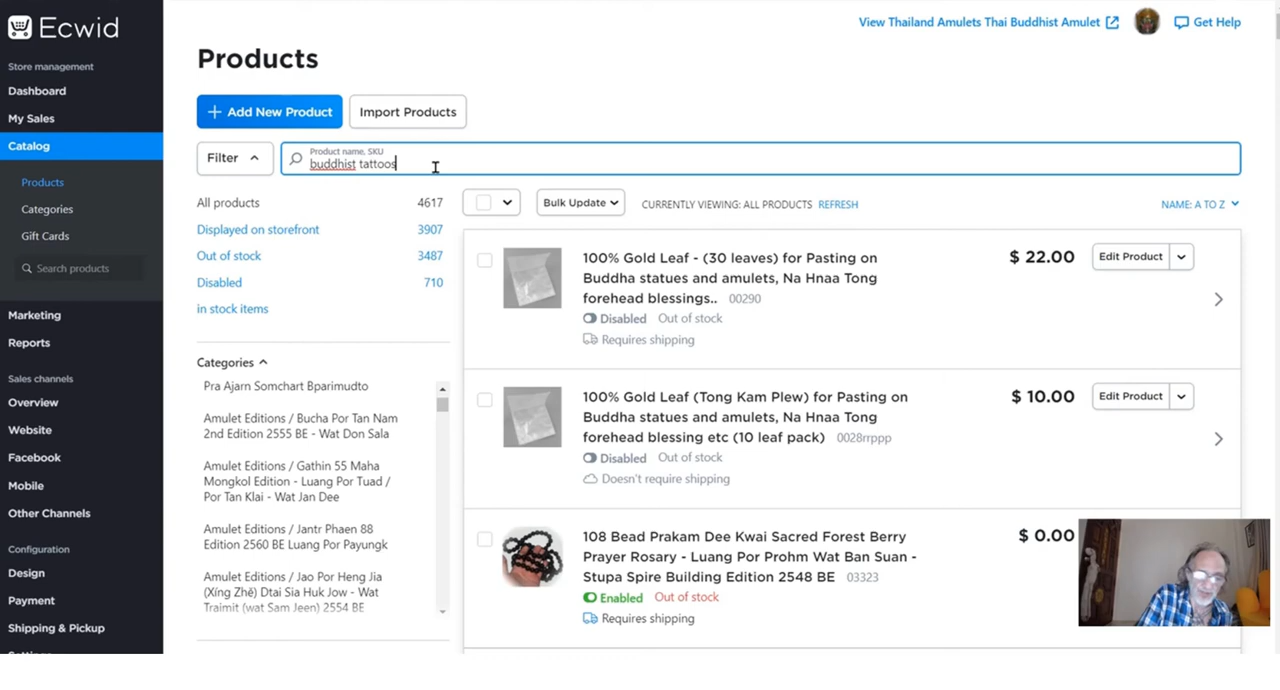 Ecwid
View Thailand Amulets Thai Buddhist Amulet
Get Help
Store management
Dashboard
My Sales
Catalog
Products
Categories
Gift Cards
Search products
Marketing
Reports
Sales channels
Overview
Website
Facebook
Mobile
Other Channels
Configuration
Design
Payment
Shipping & Pickup
Products
+ Add New Product
Import Products
Filter
Product name, SKU
buddhist tattoos
All products 4617
Displayed on storefront 3907
Out of stock 3487
Disabled 710
in stock items
Categories
Pra Ajarn Somchart Bparimudto
Amulet Editions / Bucha Por Tan Nam
2nd Edition 2555 BE - Wat Don Sala
Amulet Editions / Gathin 55 Maha
Mongkol Edition - Luang Por Tuad /
Por Tan Klai - Wat Jan Dee
Amulet Editions / Jantr Phaen 88
Edition 2560 BE Luang Por Payungk
Amulet Editions / Jao Por Heng Jia
(Xíng Zhě) Dtai Sia Huk Jow - Wat
Traimit (wat Sam Jeen) 2554 BE
Bulk Update
CURRENTLY VIEWING: ALL PRODUCTS REFRESH
NAME: A TO Z
100% Gold Leaf - (30 leaves) for Pasting on
Buddha statues and amulets, Na Hnaa Tong
forehead blessings.. 00290
Disabled Out of stock
Requires shipping
$ 22.00
Edit Product
100% Gold Leaf (Tong Kam Plew) for Pasting on
Buddha statues and amulets, Na Hnaa Tong
forehead blessing etc (10 leaf pack) 0028rrppp
Disabled Out of stock
Doesn't require shipping
$ 10.00
Edit Product
108 Bead Prakam Dee Kwai Sacred Forest Berry
Prayer Rosary - Luang Por Prohm Wat Ban Suan -
Stupa Spire Building Edition 2548 BE 03323
Enabled Out of stock
Requires shipping
$ 0.00